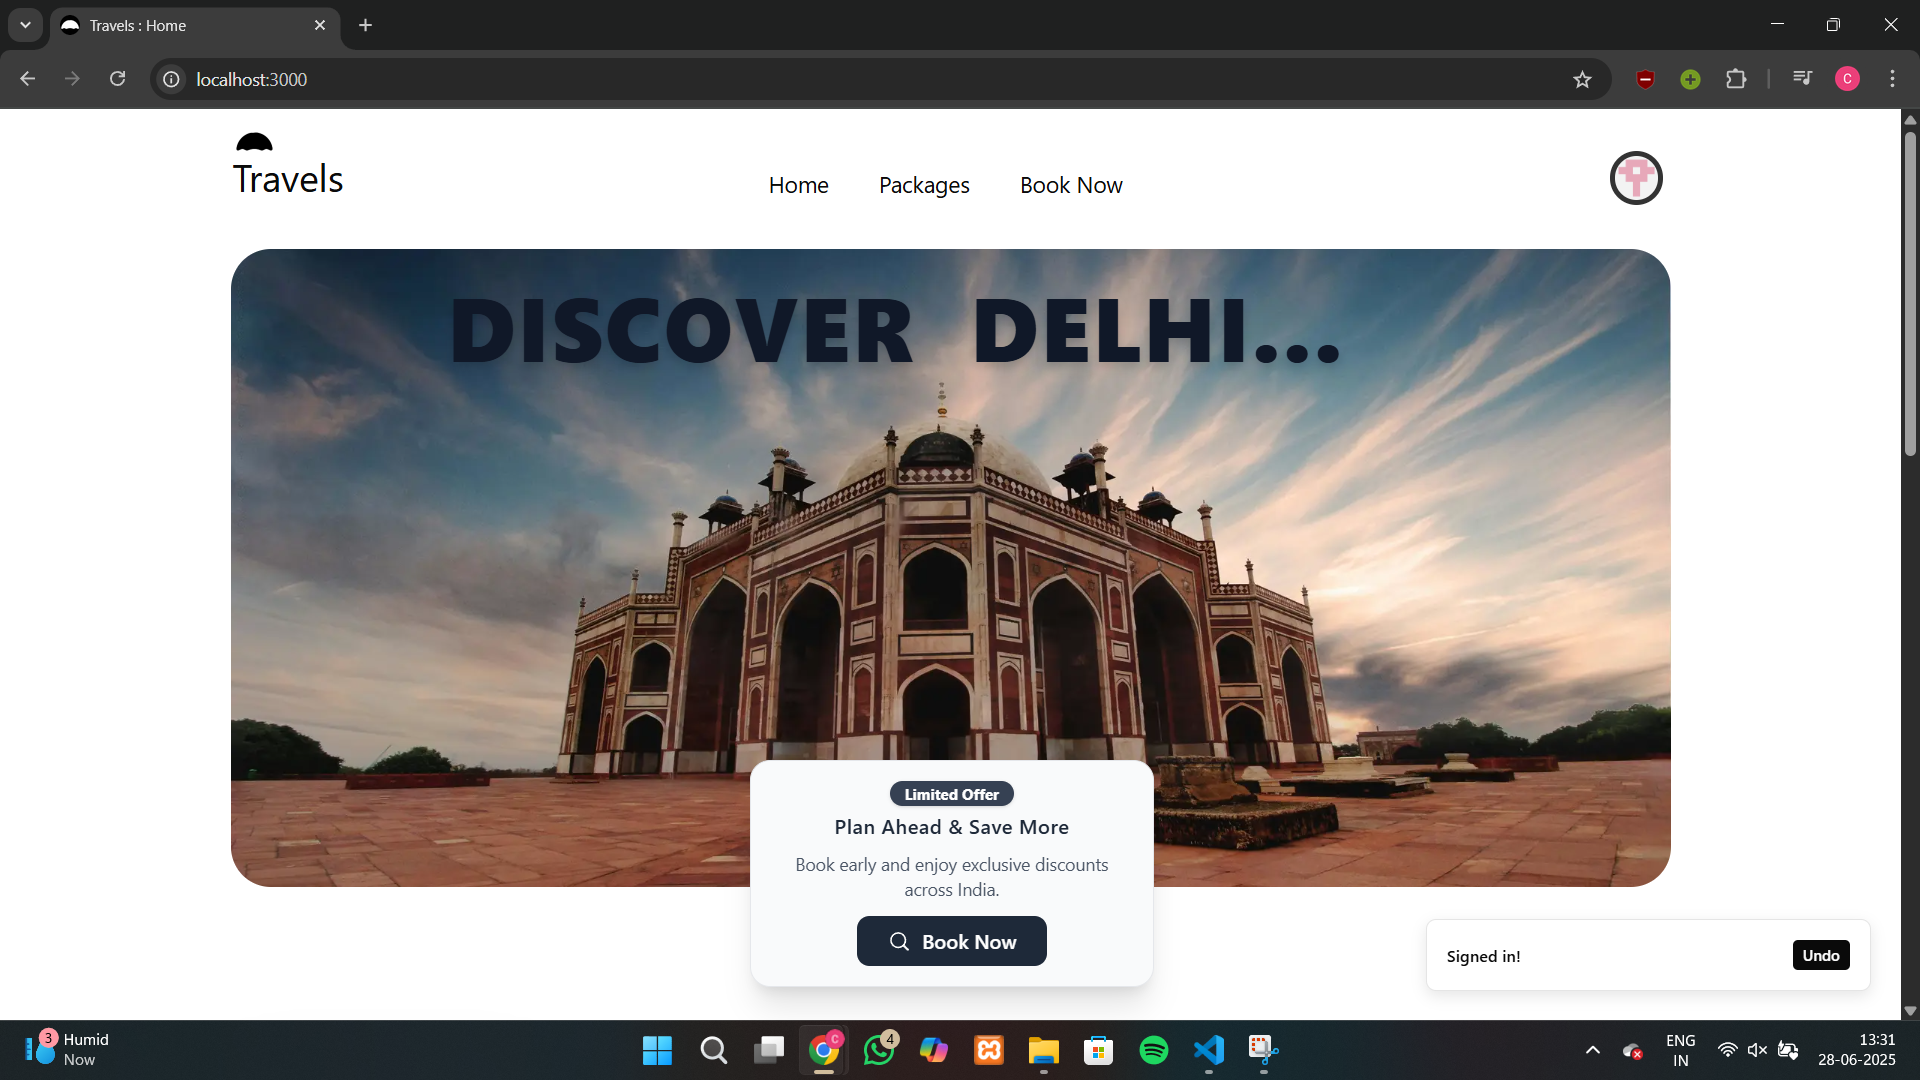 Travels : Home
localhost:3000
C
Travels
Home
Packages
Book Now
DISCOVER DELHI...
Limited Offer
Plan Ahead & Save More
Book early and enjoy exclusive discounts
across India.
Book Now
Signed in!
Undo
3
Humid
Now
C
4
ENG
IN
13:31
28-06-2025